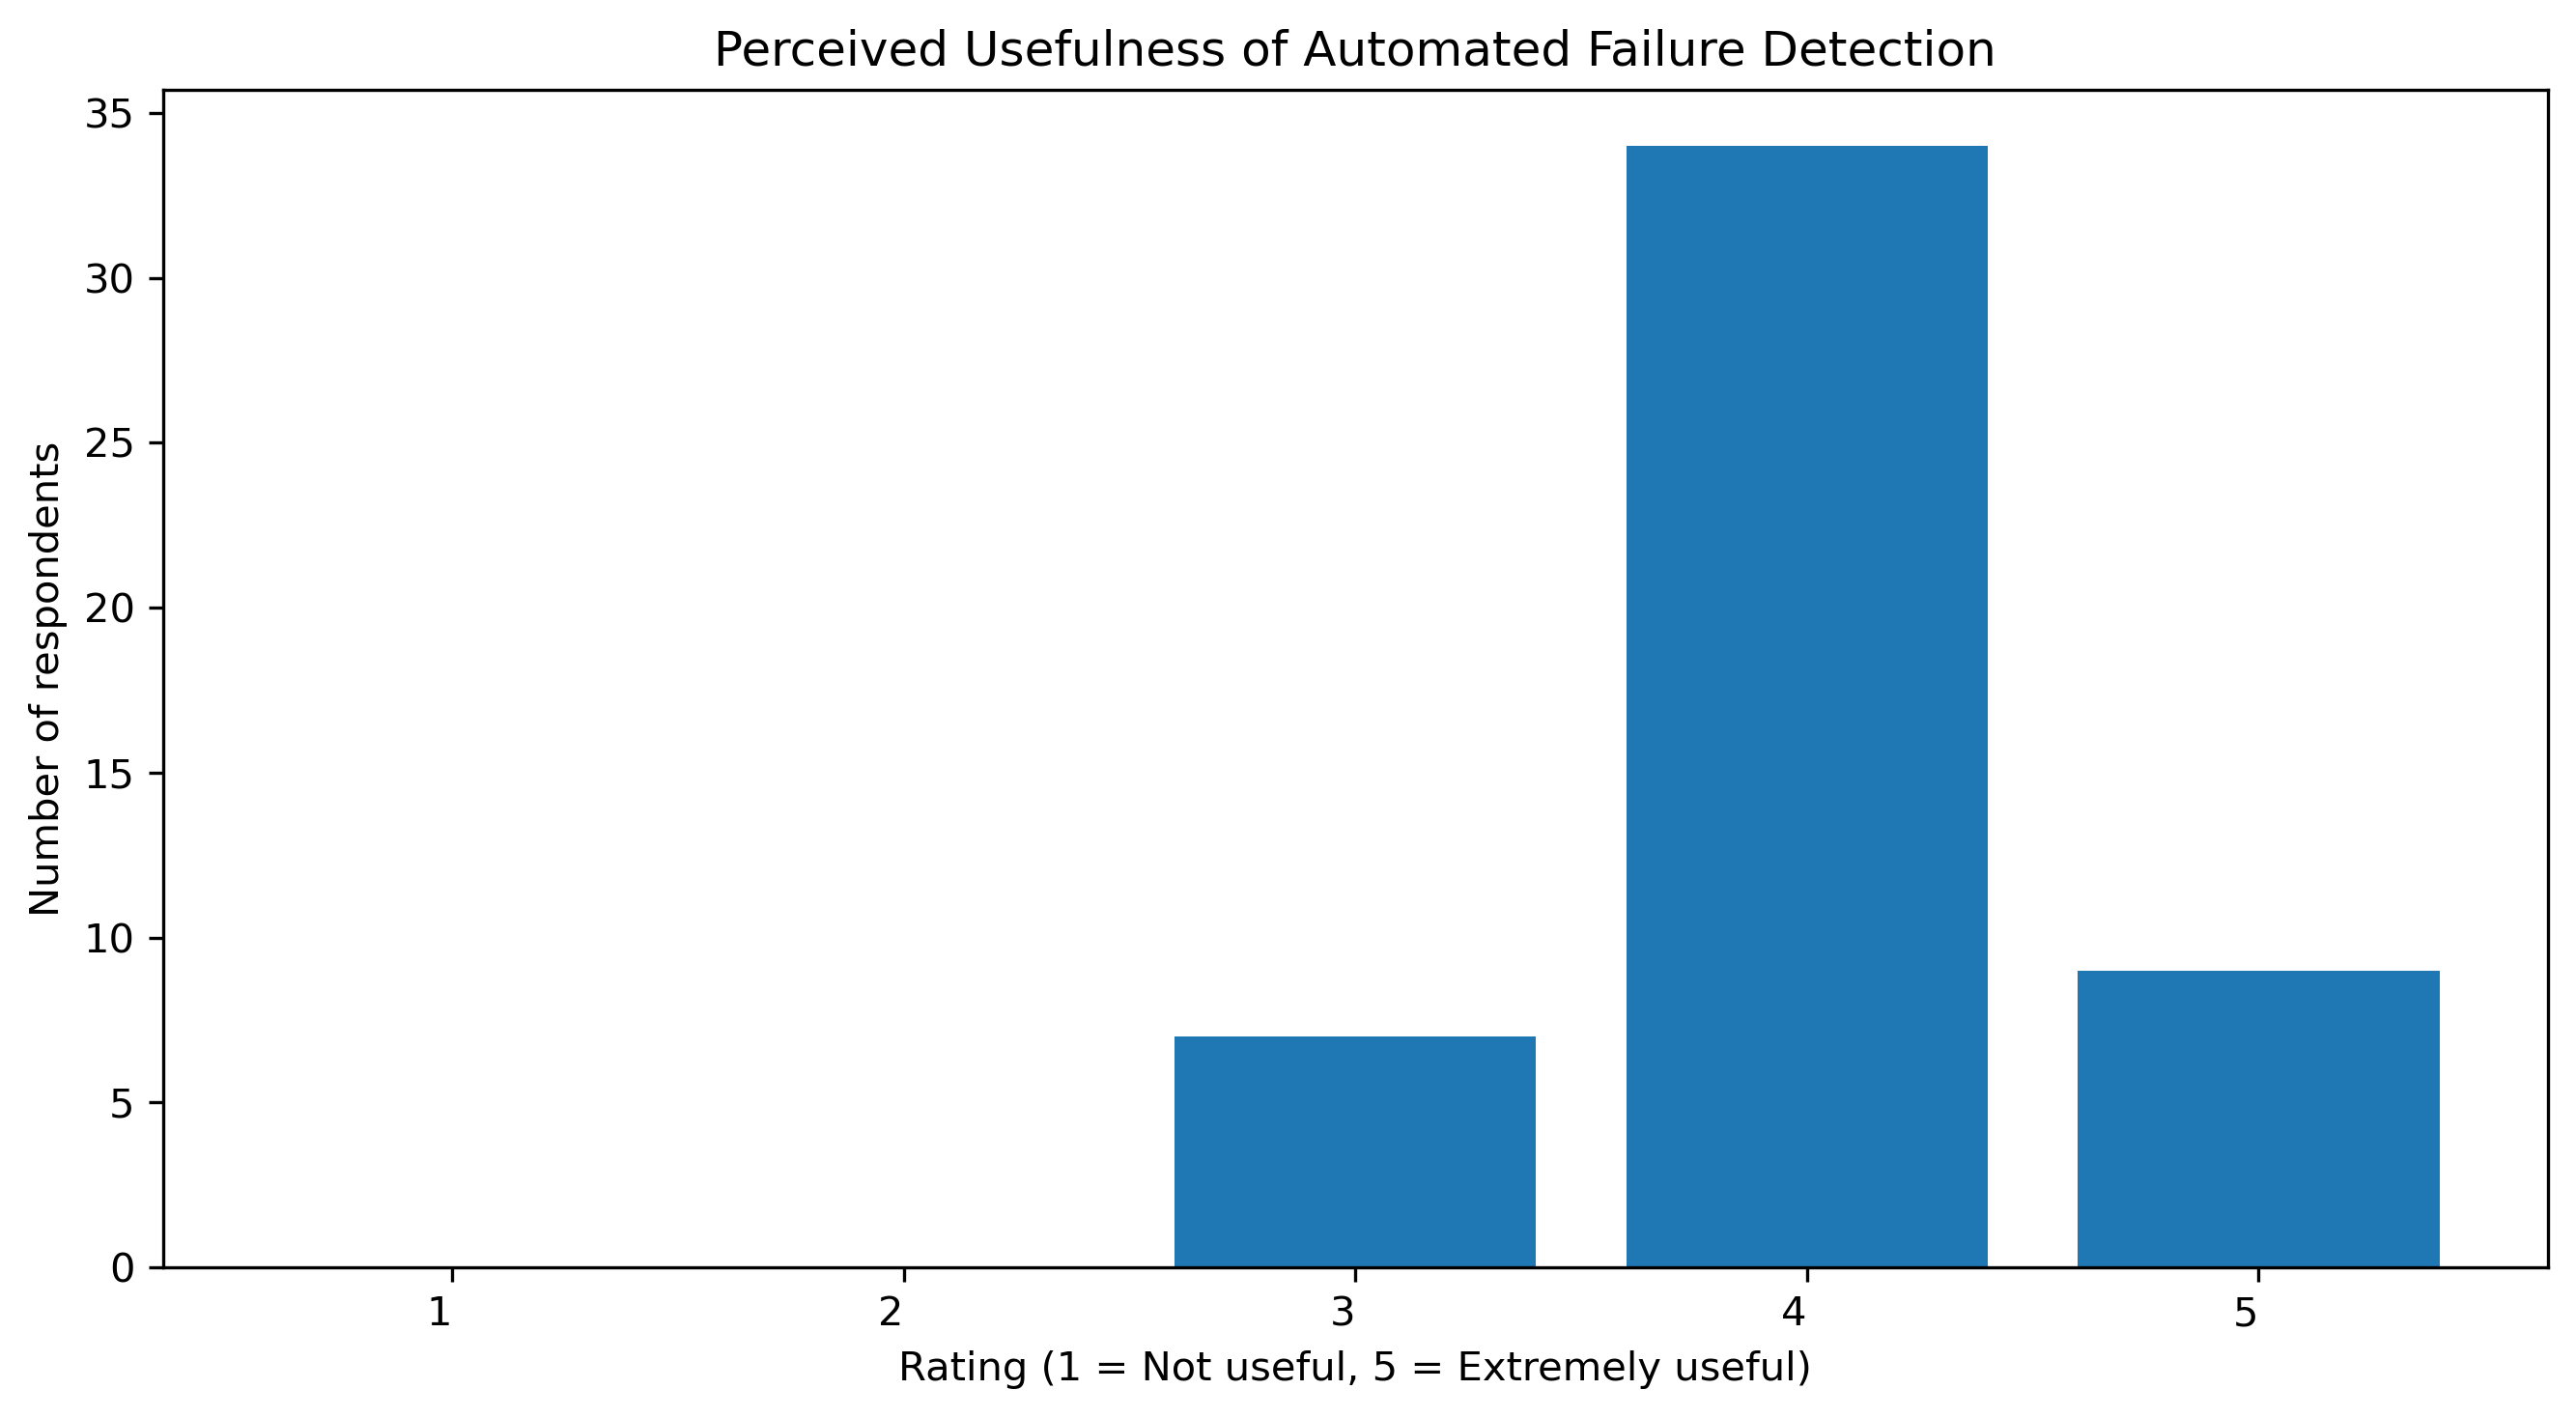 Perceived Usefulness of Automated Failure Detection
35
30
25
20
15
10
5
0
Number of respondents
1 2 3 4 5
Rating (1 = Not useful, 5 = Extremely useful)